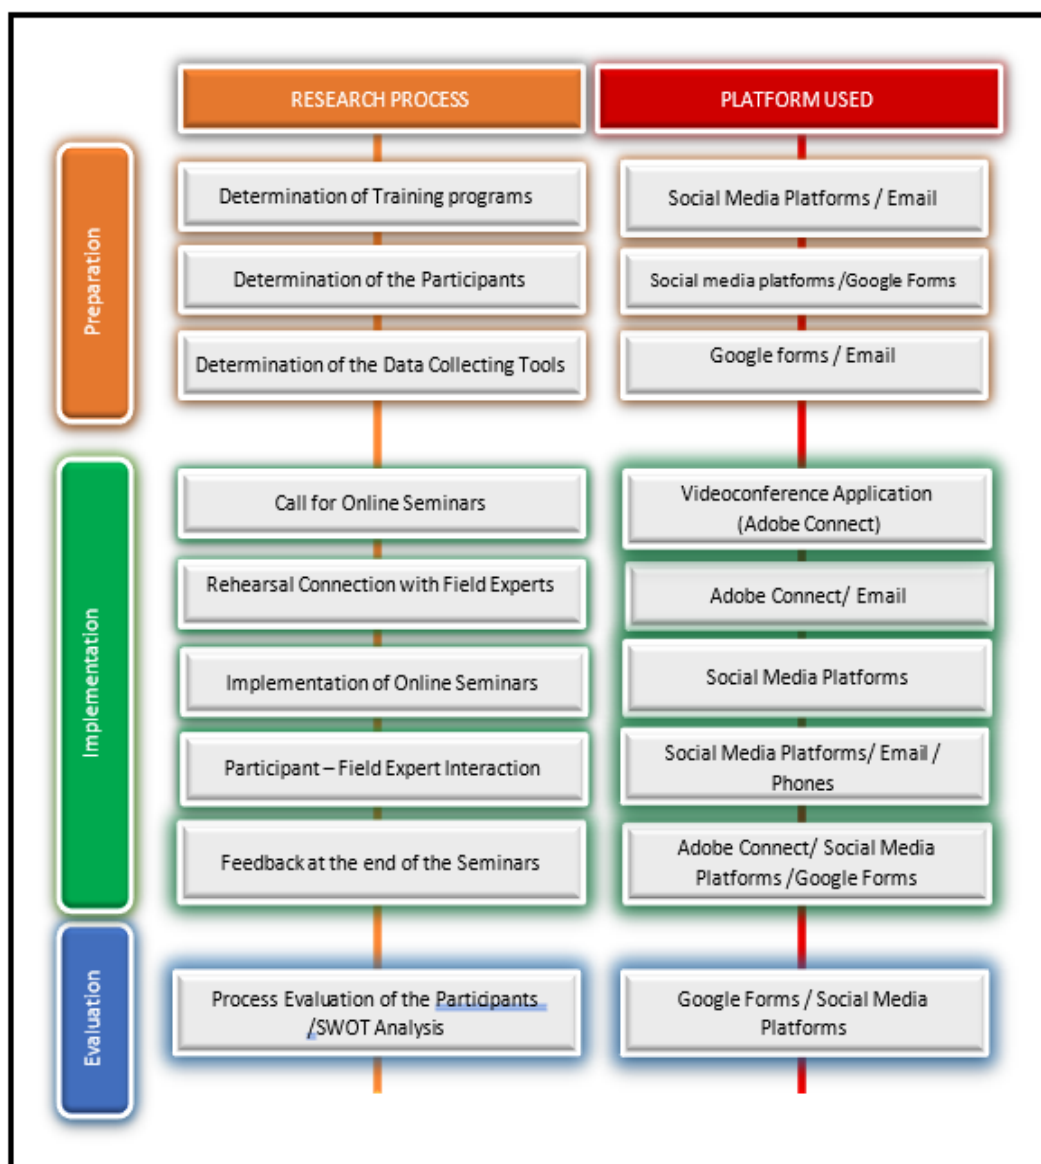 RESEARCH PROCESS
PLATFORM USED
Preparation
Determination of Training programs
Social Media Platforms / Email
Determination of the Participants
Social media platforms /Google Forms
Determination of the Data Collecting Tools
Google forms / Email
Implementation
Call for Online Seminars
Videoconference Application
(Adobe Connect)
Rehearsal Connection with Field Experts
Adobe Connect/ Email
Implementation of Online Seminars
Social Media Platforms
Participant – Field Expert Interaction
Social Media Platforms/ Email /
Phones
Feedback at the end of the Seminars
Adobe Connect/ Social Media
Platforms /Google Forms
Evaluation
Process Evaluation of the Participants
/SWOT Analysis
Google Forms / Social Media
Platforms